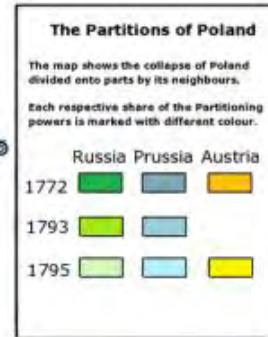 The Partitions of Poland
The map shows the collapse of Poland
divided onto parts by its neighbours.
Each respective share of the Partitioning
powers is marked with different colour.
Russia Prussia Austria
1772
1793
1795